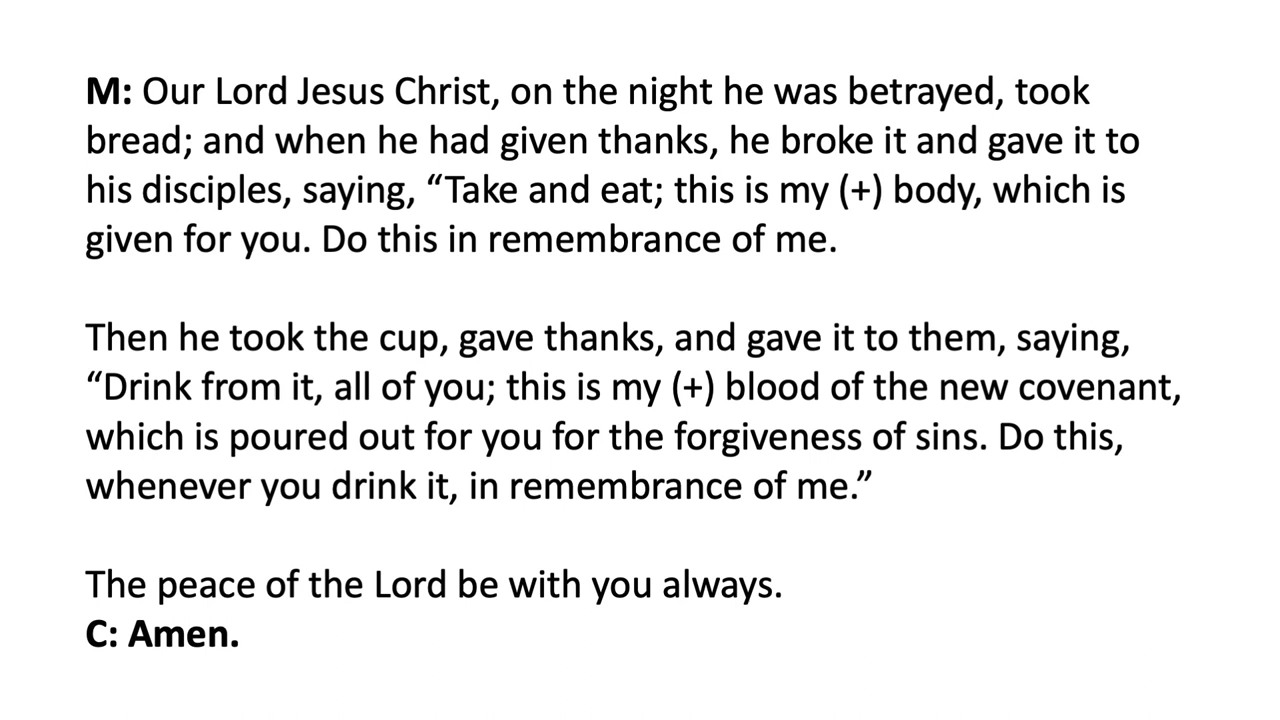 M: Our Lord Jesus Christ, on the night he was betrayed, took
bread; and when he had given thanks, he broke it and gave it to
his disciples, saying, “Take and eat; this is my (+) body, which is
given for you. Do this in remembrance of me.
Then he took the cup, gave thanks, and gave it to them, saying,
“Drink from it, all of you; this is my (+) blood of the new covenant,
which is poured out for you for the forgiveness of sins. Do this,
whenever you drink it, in remembrance of me.”
The peace of the Lord be with you always.
C: Amen.